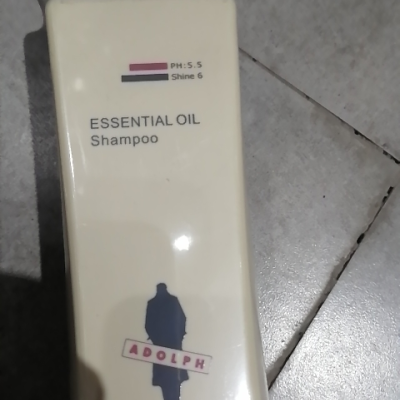 PH:5.5
Shine 6
ESSENTIAL OIL
Shampoo
ADOLPH